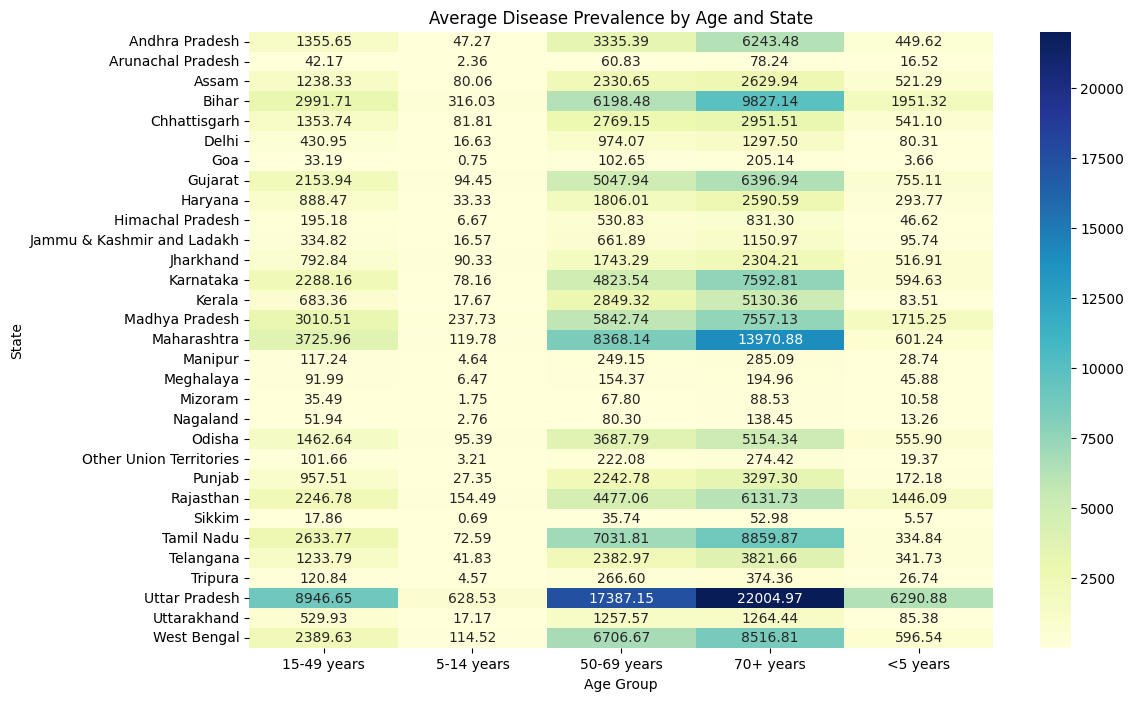 Average Disease Prevalence by Age and State
Andhra Pradesh 1355.65 47.27 3335.39 6243.48 449.62
Arunachal Pradesh 42.17 2.36 60.83 78.24 16.52
Assam 1238.33 80.06 2330.65 2629.94 521.29
Bihar 2991.71 316.03 6198.48 9827.14 1951.32
Chhattisgarh 1353.74 81.81 2769.15 2951.51 541.10
Delhi 430.95 16.63 974.07 1297.50 80.31
Goa 33.19 0.75 102.65 205.14 3.66
Gujarat 2153.94 94.45 5047.94 6396.94 755.11
Haryana 888.47 33.33 1806.01 2590.59 293.77
Himachal Pradesh 195.18 6.67 530.83 831.30 46.62
Jammu & Kashmir and Ladakh 334.82 16.57 661.89 1150.97 95.74
Jharkhand 792.84 90.33 1743.29 2304.21 516.91
Karnataka 2288.16 78.16 4823.54 7592.81 594.63
Kerala 683.36 17.67 2849.32 5130.36 83.51
Madhya Pradesh 3010.51 237.73 5842.74 7557.13 1715.25
Maharashtra 3725.96 119.78 8368.14 13970.88 601.24
Manipur 117.24 4.64 249.15 285.09 28.74
Meghalaya 91.99 6.47 154.37 194.96 45.88
Mizoram 35.49 1.75 67.80 88.53 10.58
Nagaland 51.94 2.76 80.30 138.45 13.26
Odisha 1462.64 95.39 3687.79 5154.34 555.90
Other Union Territories 101.66 3.21 222.08 274.42 19.37
Punjab 957.51 27.35 2242.78 3297.30 172.18
Rajasthan 2246.78 154.49 4477.06 6131.73 1446.09
Sikkim 17.86 0.69 35.74 52.98 5.57
Tamil Nadu 2633.77 72.59 7031.81 8859.87 334.84
Telangana 1233.79 41.83 2382.97 3821.66 341.73
Tripura 120.84 4.57 266.60 374.36 26.74
Uttar Pradesh 8946.65 628.53 17387.15 22004.97 6290.88
Uttarakhand 529.93 17.17 1257.57 1264.44 85.38
West Bengal 2389.63 114.52 6706.67 8516.81 596.54
15-49 years 5-14 years 50-69 years 70+ years <5 years
Age Group
State
20000
17500
15000
12500
10000
7500
5000
2500